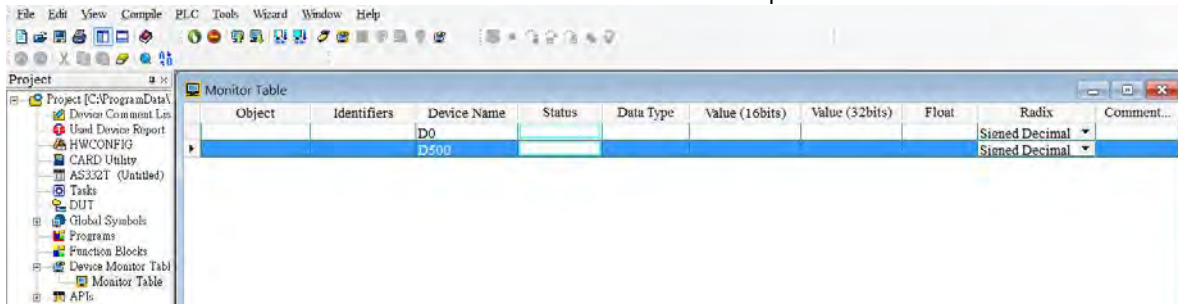 File Edit View Compile PLC Tools Wizard Window Help
Project
Project [C:\ProgramData\
Device Comment Lis
Used Device Report
HWCONFIG
CARD Utility
AS332T (Untitled)
Tasks
DUT
Global Symbols
Programs
Function Blocks
Device Monitor Tabl
Monitor Table
APIs
Monitor Table
Object Identifiers Device Name Status Data Type Value (16bits) Value (32bits) Float Radix Comment...
D0 Signed Decimal
D500 Signed Decimal